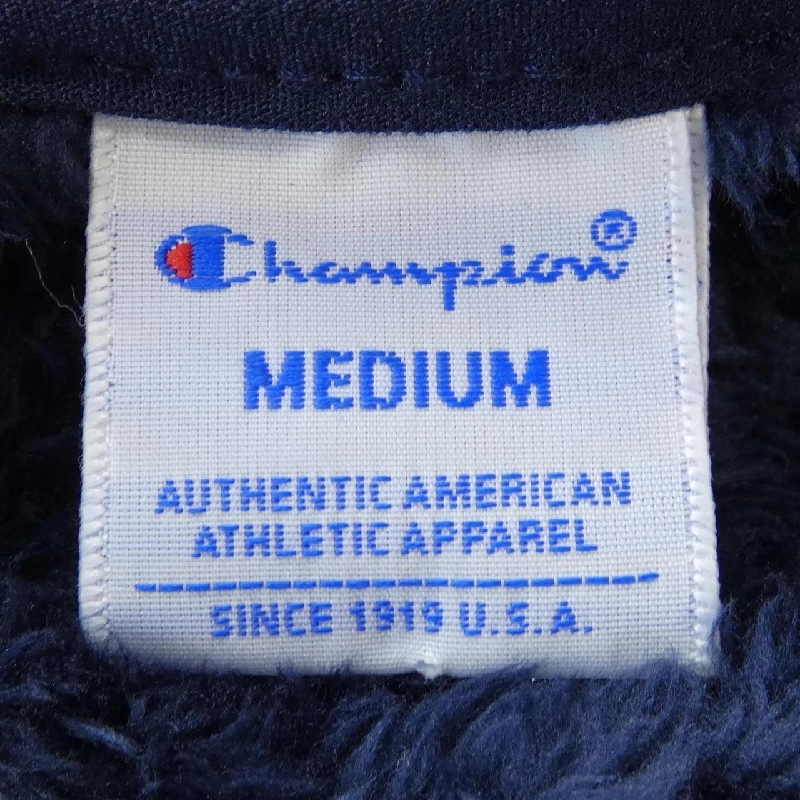 Champion®
MEDIUM
AUTHENTIC AMERICAN
ATHLETIC APPAREL
SINCE 1919 U.S.A.